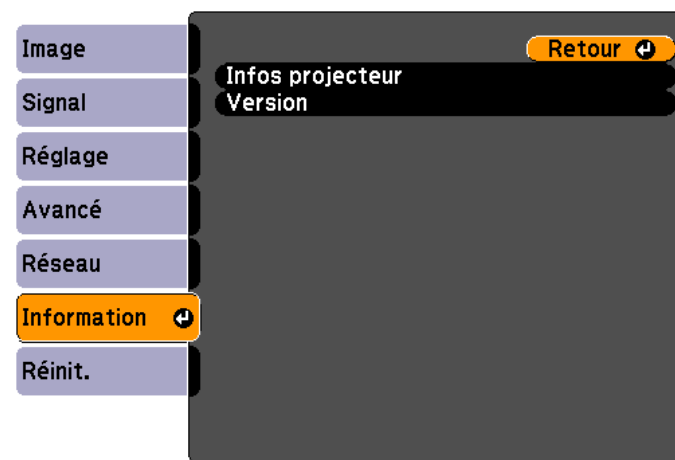 Image
Signal
Réglage
Avancé
Réseau
Information
Réinit.
Retour
Infos projecteur
Version